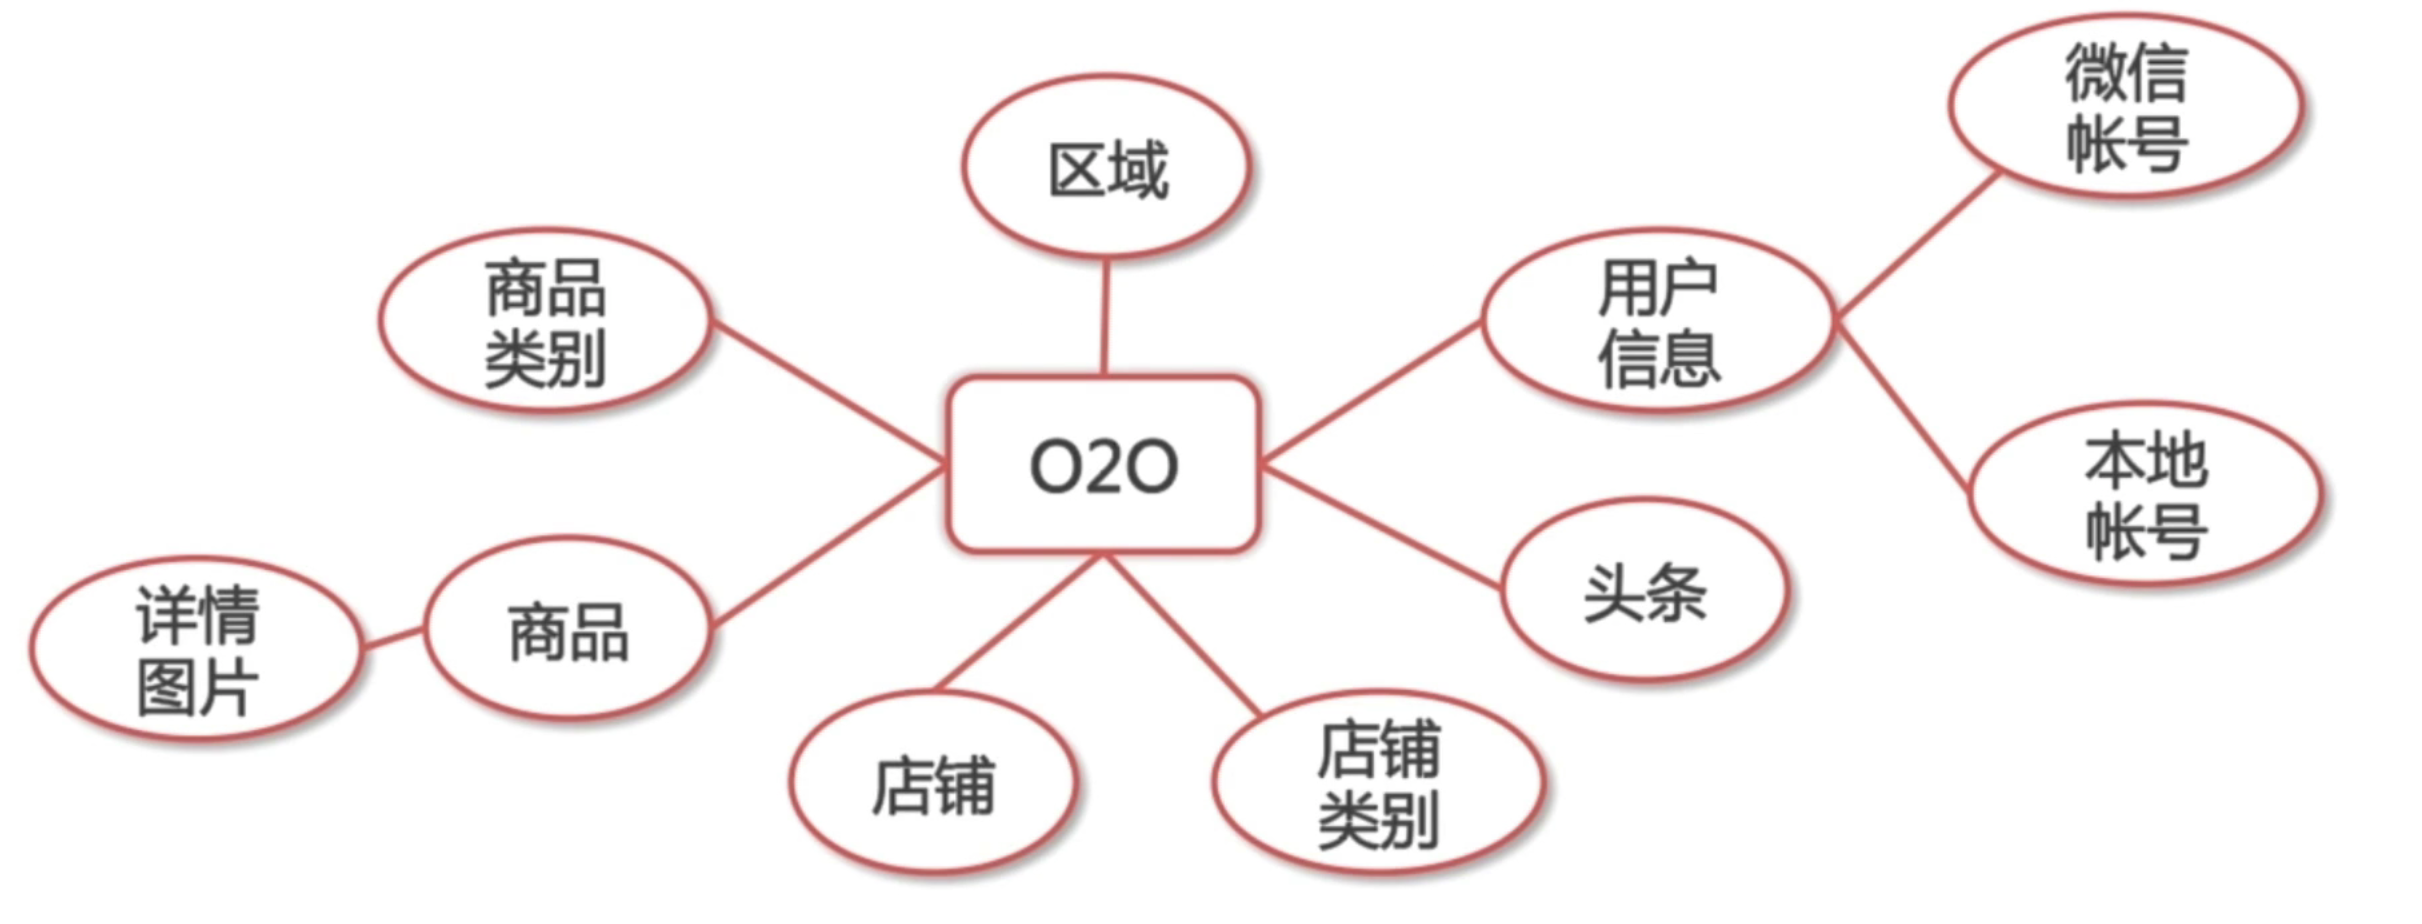 微信
帐号
区域
商品
类别
用户
信息
O2O
本地
帐号
详情
图片
商品
头条
店铺
店铺
类别